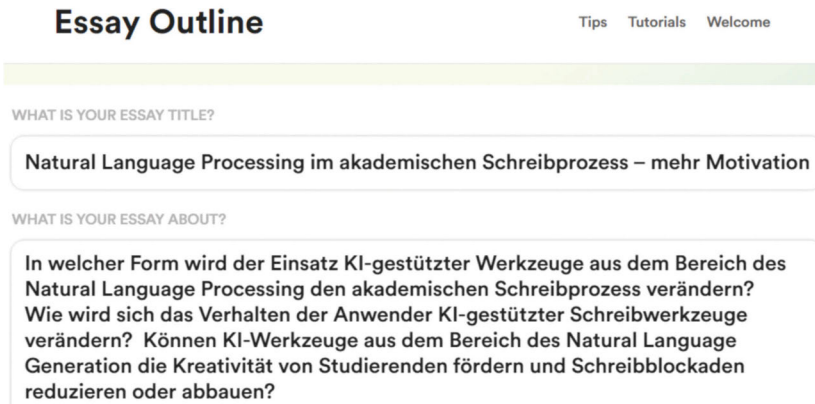 Essay Outline
Tips Tutorials Welcome
WHAT IS YOUR ESSAY TITLE?
Natural Language Processing im akademischen Schreibprozess – mehr Motivation
WHAT IS YOUR ESSAY ABOUT?
In welcher Form wird der Einsatz KI-gestützter Werkzeuge aus dem Bereich des
Natural Language Processing den akademischen Schreibprozess verändern?
Wie wird sich das Verhalten der Anwender KI-gestützter Schreibwerkzeuge
verändern? Können KI-Werkzeuge aus dem Bereich des Natural Language
Generation die Kreativität von Studierenden fördern und Schreibblockaden
reduzieren oder abbauen?